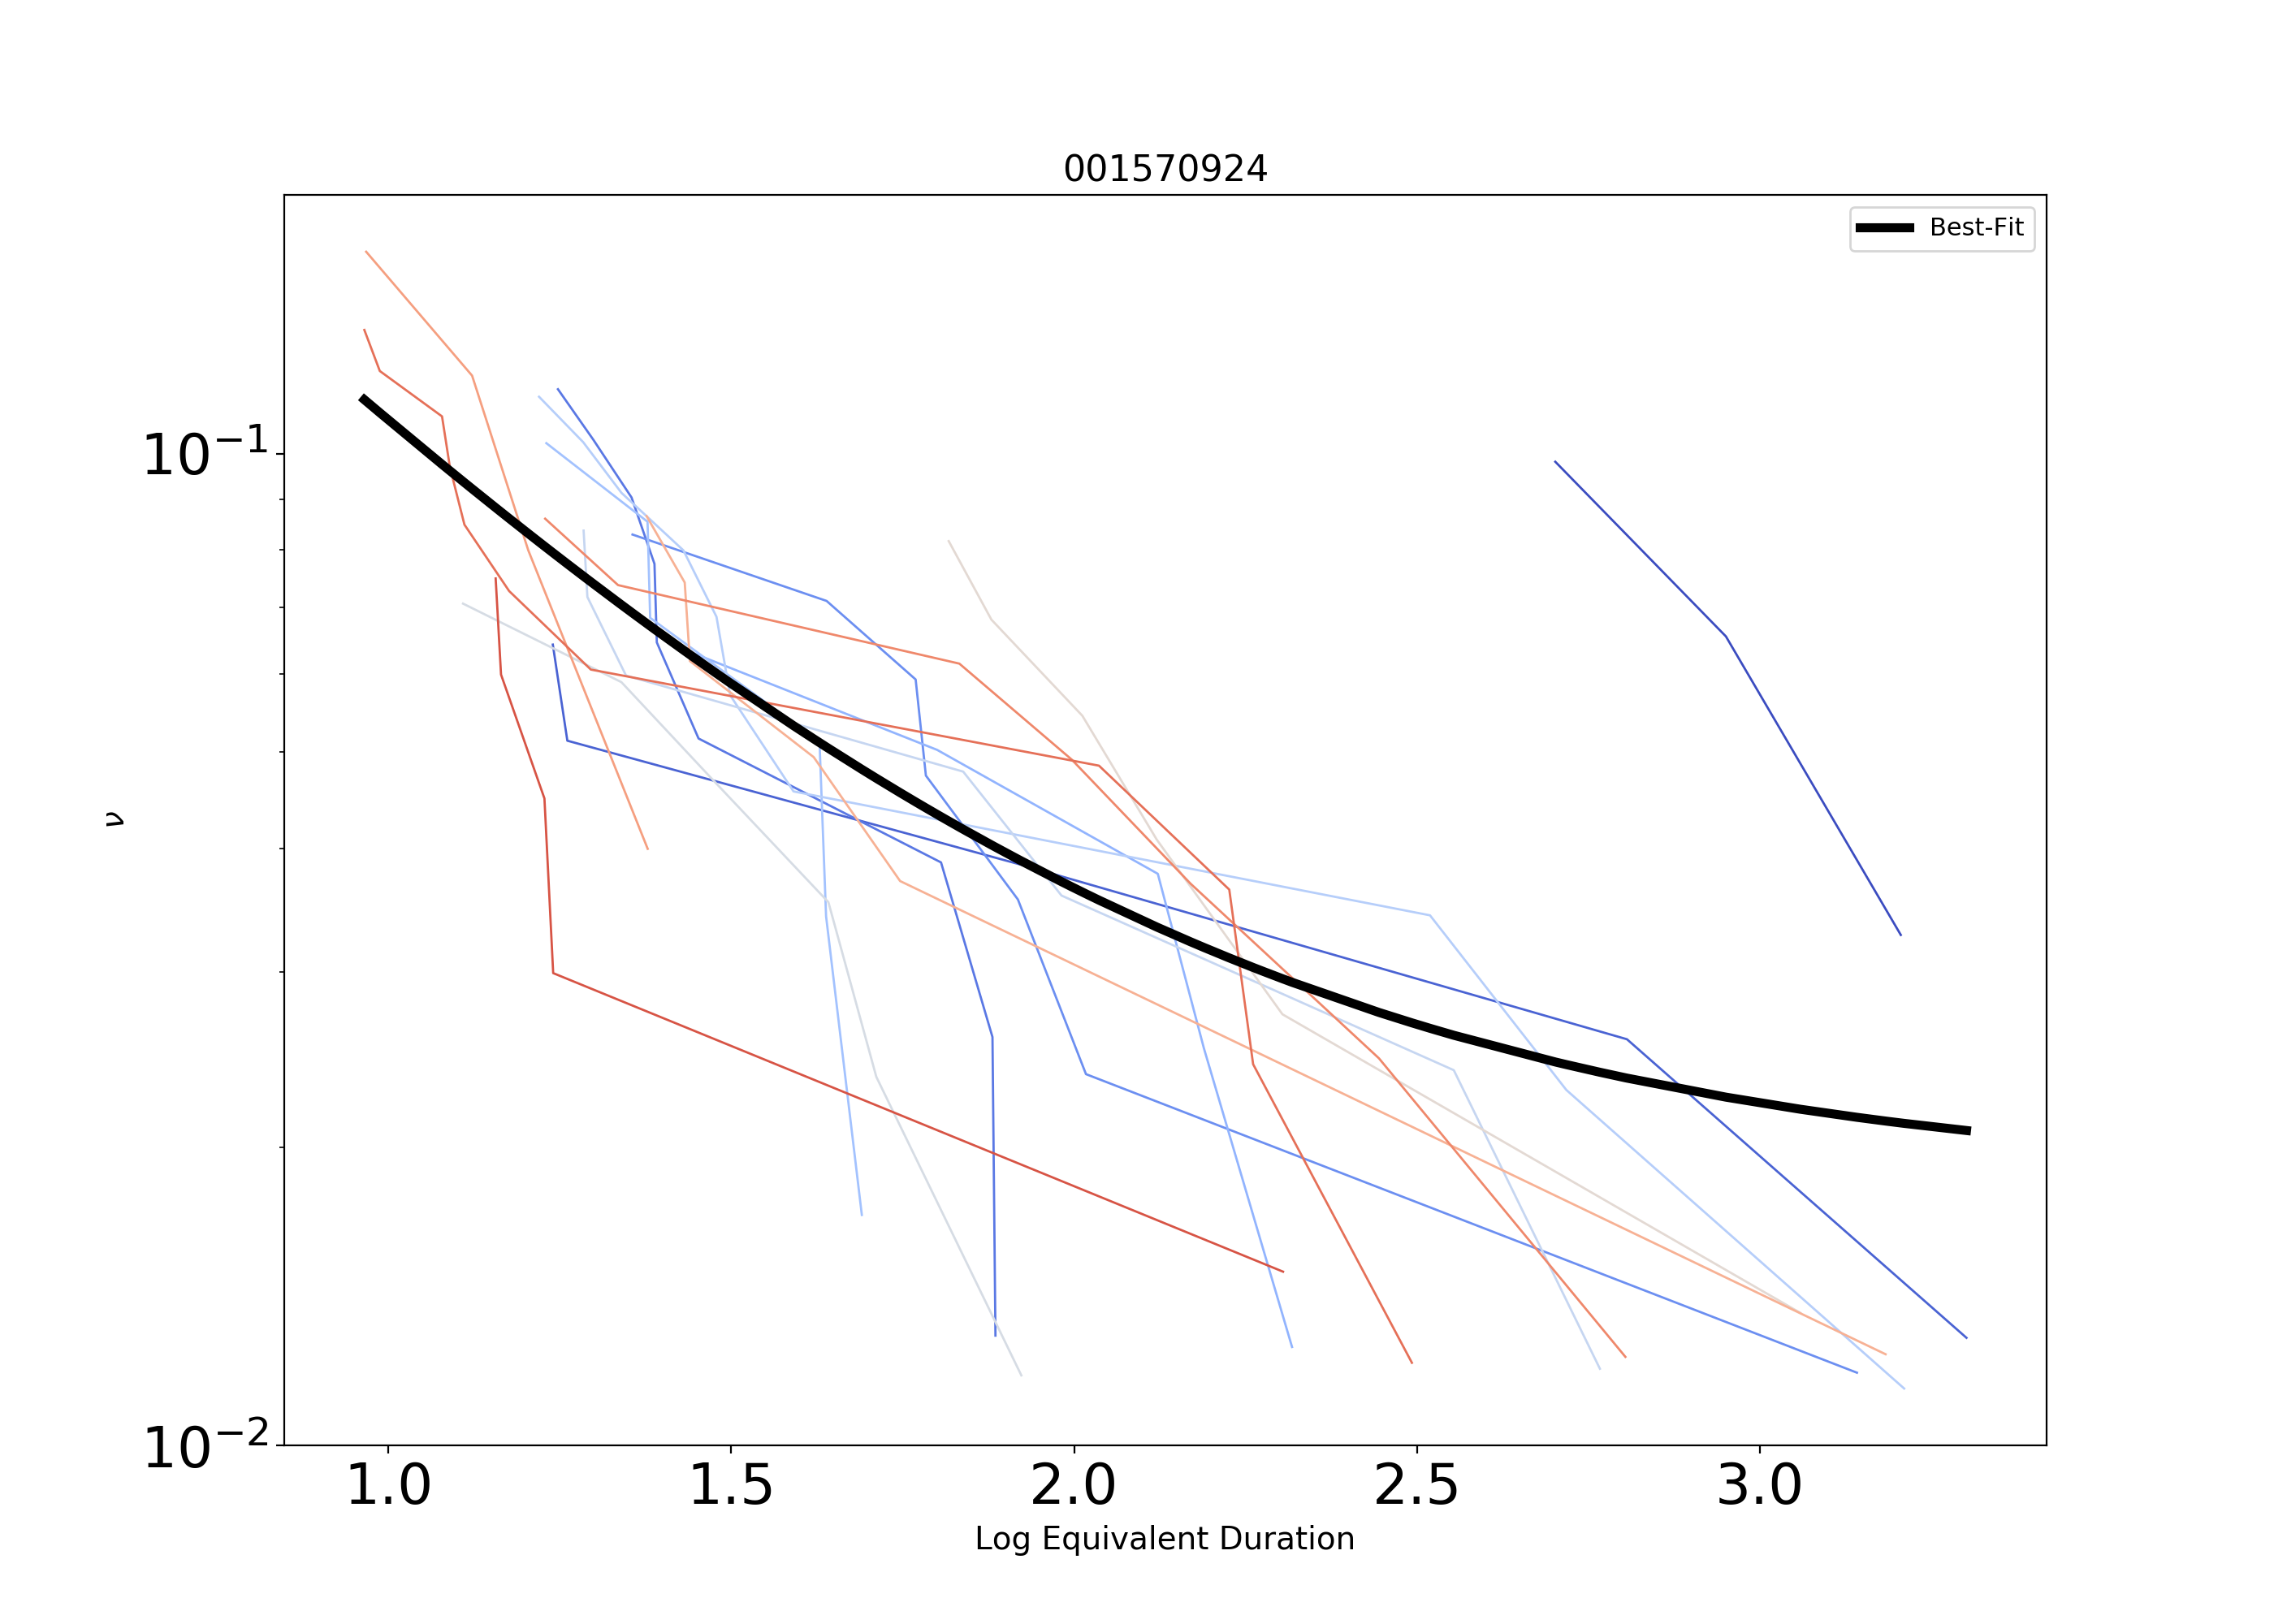 001570924
Best-Fit
10⁻¹
ν
10⁻²
1.0 1.5 2.0 2.5 3.0
Log Equivalent Duration